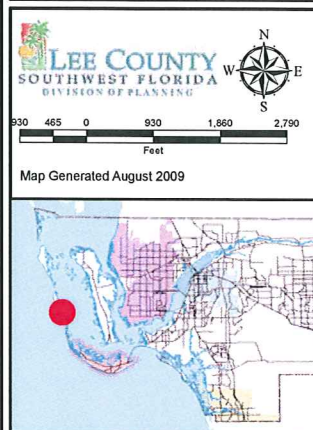 LEE COUNTY
SOUTHWEST FLORIDA
DIVISION OF PLANNING
N
W E
S
930 465 0 930 1,860 2,790
Feet
Map Generated August 2009